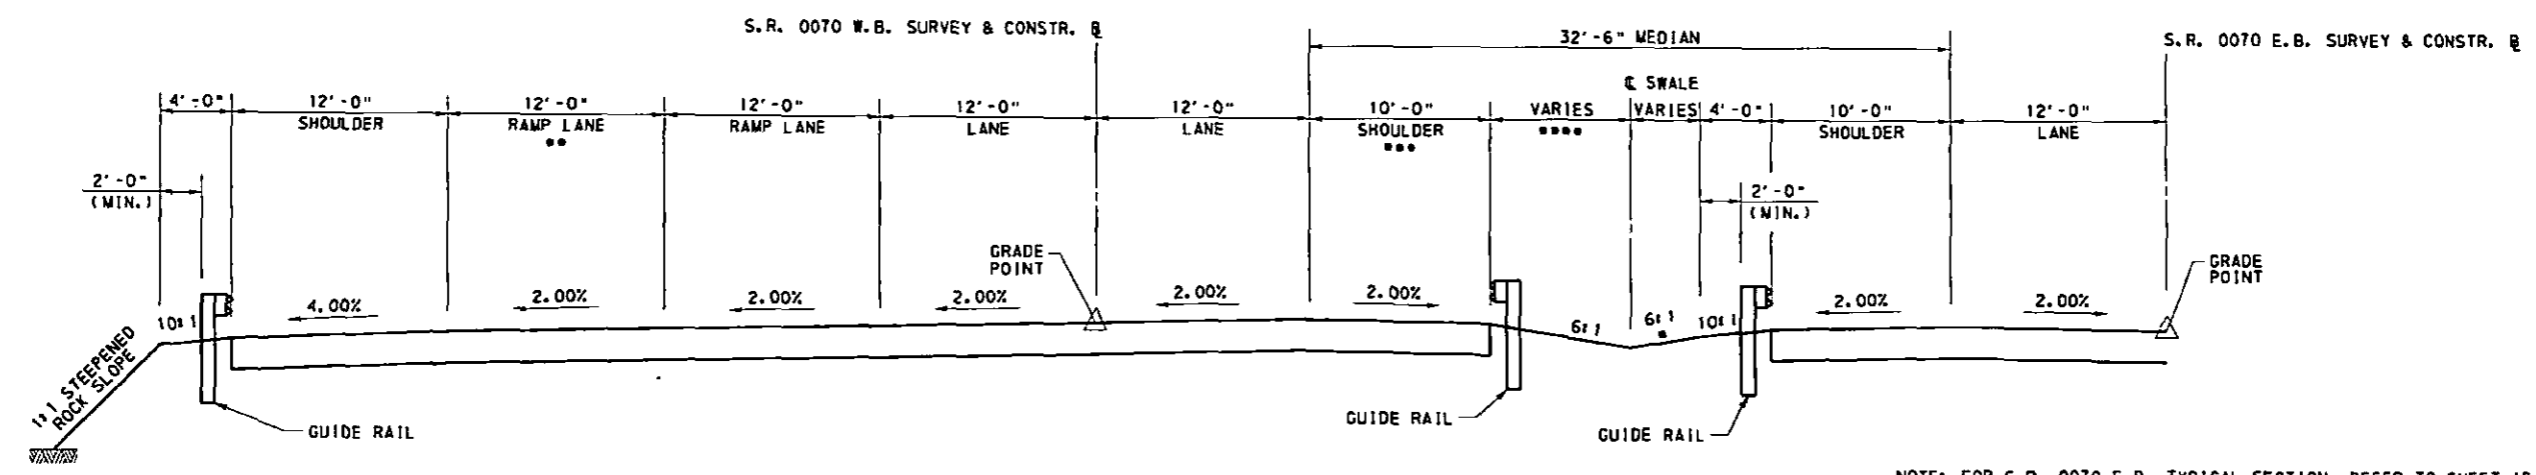 S.R. 0070 W.B. SURVEY & CONSTR. ℄
32'-6" MEDIAN
S.R. 0070 E.B. SURVEY & CONSTR. ℄
℄ SWALE
4'-0" 12'-0" 12'-0" 12'-0" 12'-0" 12'-0" 10'-0" VARIES VARIES 4'-0" 10'-0" 12'-0"
SHOULDER RAMP LANE RAMP LANE LANE LANE SHOULDER •••• SHOULDER LANE
•• •••
2'-0"
(MIN.)
2'-0"
(MIN.)
GRADE
POINT
GRADE
POINT
4.00% 2.00% 2.00% 2.00% 2.00% 2.00% 2.00% 2.00%
10:1 6:1 6:1 10:1
•
1:1 STEEPENED
ROCK SLOPE
GUIDE RAIL
GUIDE RAIL
GUIDE RAIL